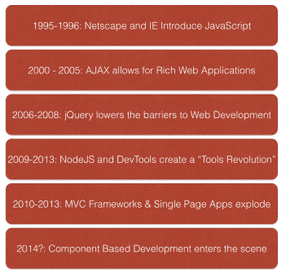 1995-1996: Netscape and IE Introduce JavaScript
2000 - 2005: AJAX allows for Rich Web Applications
2006-2008: jQuery lowers the barriers to Web Development
2009-2013: NodeJS and DevTools create a “Tools Revolution”
2010-2013: MVC Frameworks & Single Page Apps explode
2014?: Component Based Development enters the scene